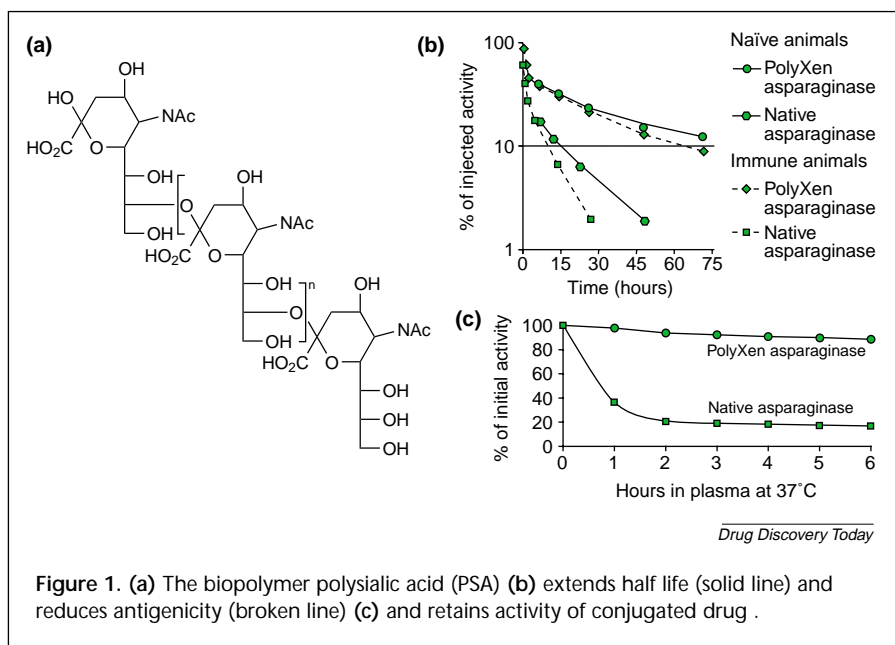 (a)
OH
HO
NAc
HO₂C
O
OH
OH
O
OH
NAc
HO₂C
O
OH
n
O
OH
OH
NAc
HO₂C
O
OH
OH
OH
(b)
100
10
1
% of injected activity
0 15 30 45 60 75
Time (hours)
Naïve animals
PolyXen
asparaginase
Native
asparaginase
Immune animals
PolyXen
asparaginase
Native
asparaginase
(c)
100
80
60
40
20
0
% of initial activity
PolyXen asparaginase
Native asparaginase
0 1 2 3 4 5 6
Hours in plasma at 37˚C
Drug Discovery Today
Figure 1. (a) The biopolymer polysialic acid (PSA) (b) extends half life (solid line) and
reduces antigenicity (broken line) (c) and retains activity of conjugated drug .